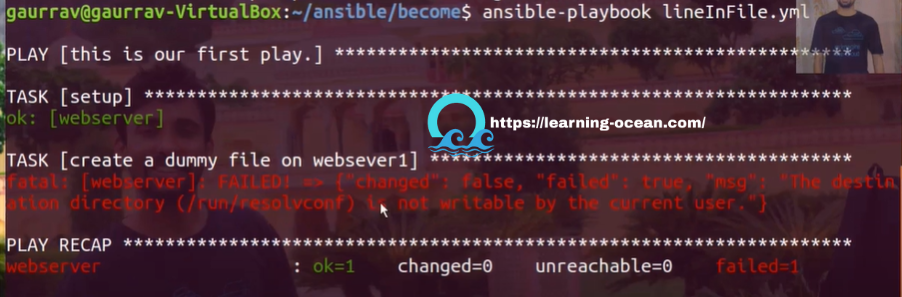 gaurrav@gaurrav-VirtualBox:~/ansible/become$ ansible-playbook lineInFile.yml
PLAY [this is our first play.] *************************************************
TASK [setup] *******************************************************************
ok: [webserver]
https://learning-ocean.com/
TASK [create a dummy file on websever1] ****************************************
fatal: [webserver]: FAILED! => {"changed": false, "failed": true, "msg": "The destin
ation directory (/run/resolvconf) is not writable by the current user."}
PLAY RECAP *********************************************************************
webserver : ok=1 changed=0 unreachable=0 failed=1